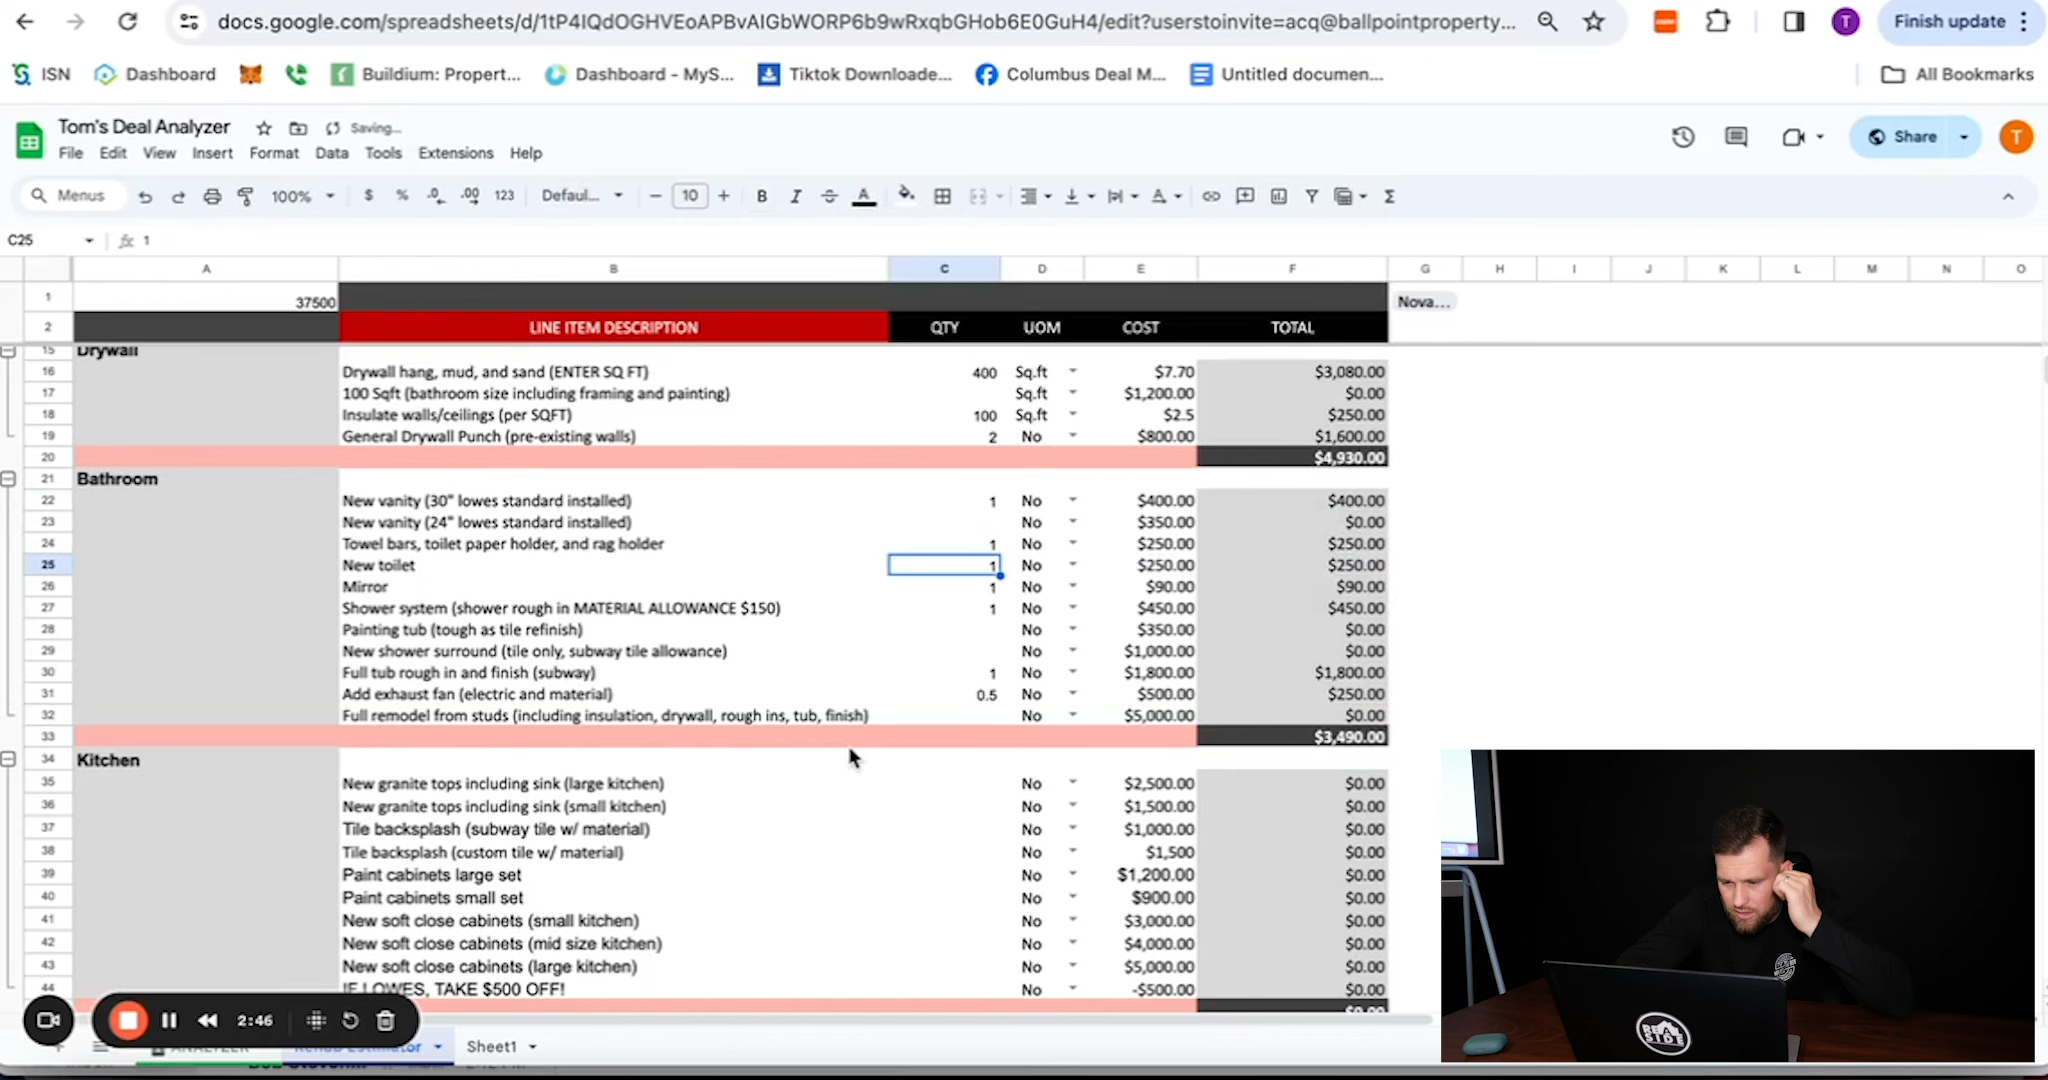 docs.google.com/spreadsheets/d/1tP4IQdOGHVEoAPBvAIGbWORP6b9wRxqbGHob6E0GuH4/edit?userstoinvite=acq@ballpointproperty... T Finish update
ISN Dashboard Buildium: Propert... Dashboard - MyS... Tiktok Downloade... Columbus Deal M... Untitled documen... All Bookmarks
Tom's Deal Analyzer Saving...
File Edit View Insert Format Data Tools Extensions Help Share T
Menus 100% $ % .0 .00 123 Defaul... − 10 + B I A Σ
C25 fx 1
A B C D E F G H I J K L M N O
1 37500 Nova...
2 LINE ITEM DESCRIPTION QTY UOM COST TOTAL
15 Drywall
16 Drywall hang, mud, and sand (ENTER SQ FT) 400 Sq.ft $7.70 $3,080.00
17 100 Sqft (bathroom size including framing and painting) Sq.ft $1,200.00 $0.00
18 Insulate walls/ceilings (per SQFT) 100 Sq.ft $2.5 $250.00
19 General Drywall Punch (pre-existing walls) 2 No $800.00 $1,600.00
20 $4,930.00
21 Bathroom
22 New vanity (30" lowes standard installed) 1 No $400.00 $400.00
23 New vanity (24" lowes standard installed) No $350.00 $0.00
24 Towel bars, toilet paper holder, and rag holder 1 No $250.00 $250.00
25 New toilet 1 No $250.00 $250.00
26 Mirror 1 No $90.00 $90.00
27 Shower system (shower rough in MATERIAL ALLOWANCE $150) 1 No $450.00 $450.00
28 Painting tub (tough as tile refinish) No $350.00 $0.00
29 New shower surround (tile only, subway tile allowance) No $1,000.00 $0.00
30 Full tub rough in and finish (subway) 1 No $1,800.00 $1,800.00
31 Add exhaust fan (electric and material) 0.5 No $500.00 $250.00
32 Full remodel from studs (including insulation, drywall, rough ins, tub, finish) No $5,000.00 $0.00
33 $3,490.00
34 Kitchen
35 New granite tops including sink (large kitchen) No $2,500.00 $0.00
36 New granite tops including sink (small kitchen) No $1,500.00 $0.00
37 Tile backsplash (subway tile w/ material) No $1,000.00 $0.00
38 Tile backsplash (custom tile w/ material) No $1,500 $0.00
39 Paint cabinets large set No $1,200.00 $0.00
40 Paint cabinets small set No $900.00 $0.00
41 New soft close cabinets (small kitchen) No $3,000.00 $0.00
42 New soft close cabinets (mid size kitchen) No $4,000.00 $0.00
43 New soft close cabinets (large kitchen) No $5,000.00 $0.00
44 IF LOWES, TAKE $500 OFF! No -$500.00 $0.00
$0.00
2:46
ANALYZER Rehab Estimator Sheet1
REAL SIDE